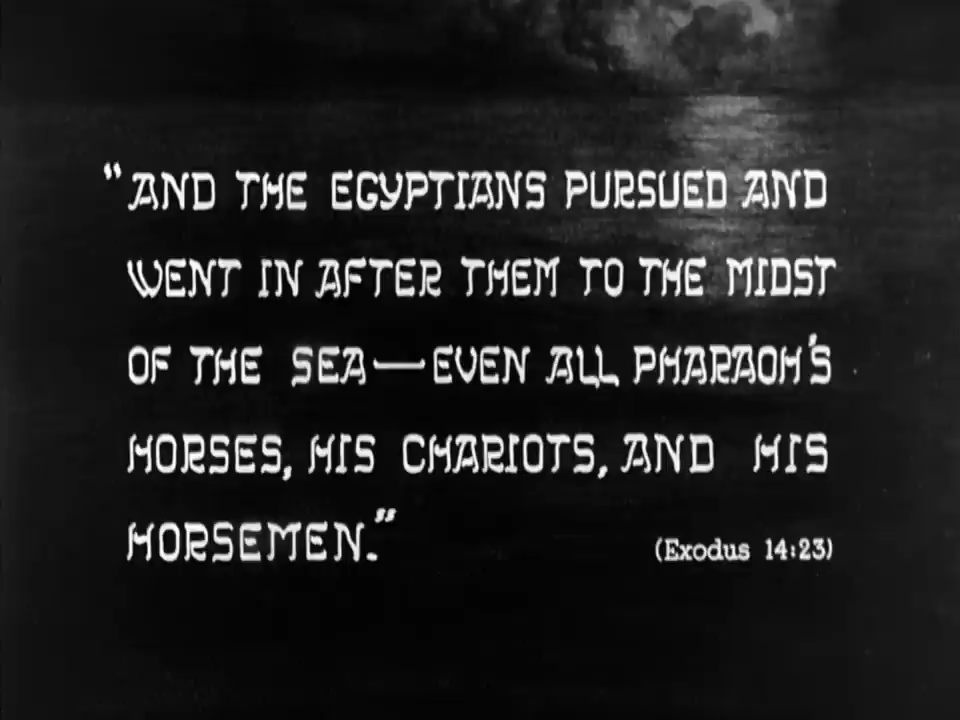 "AND THE EGYPTIANS PURSUED AND
WENT IN AFTER THEM TO THE MIDST
OF THE SEA—EVEN ALL PHARAOH'S
HORSES, HIS CHARIOTS, AND HIS
HORSEMEN."
(Exodus 14:23)